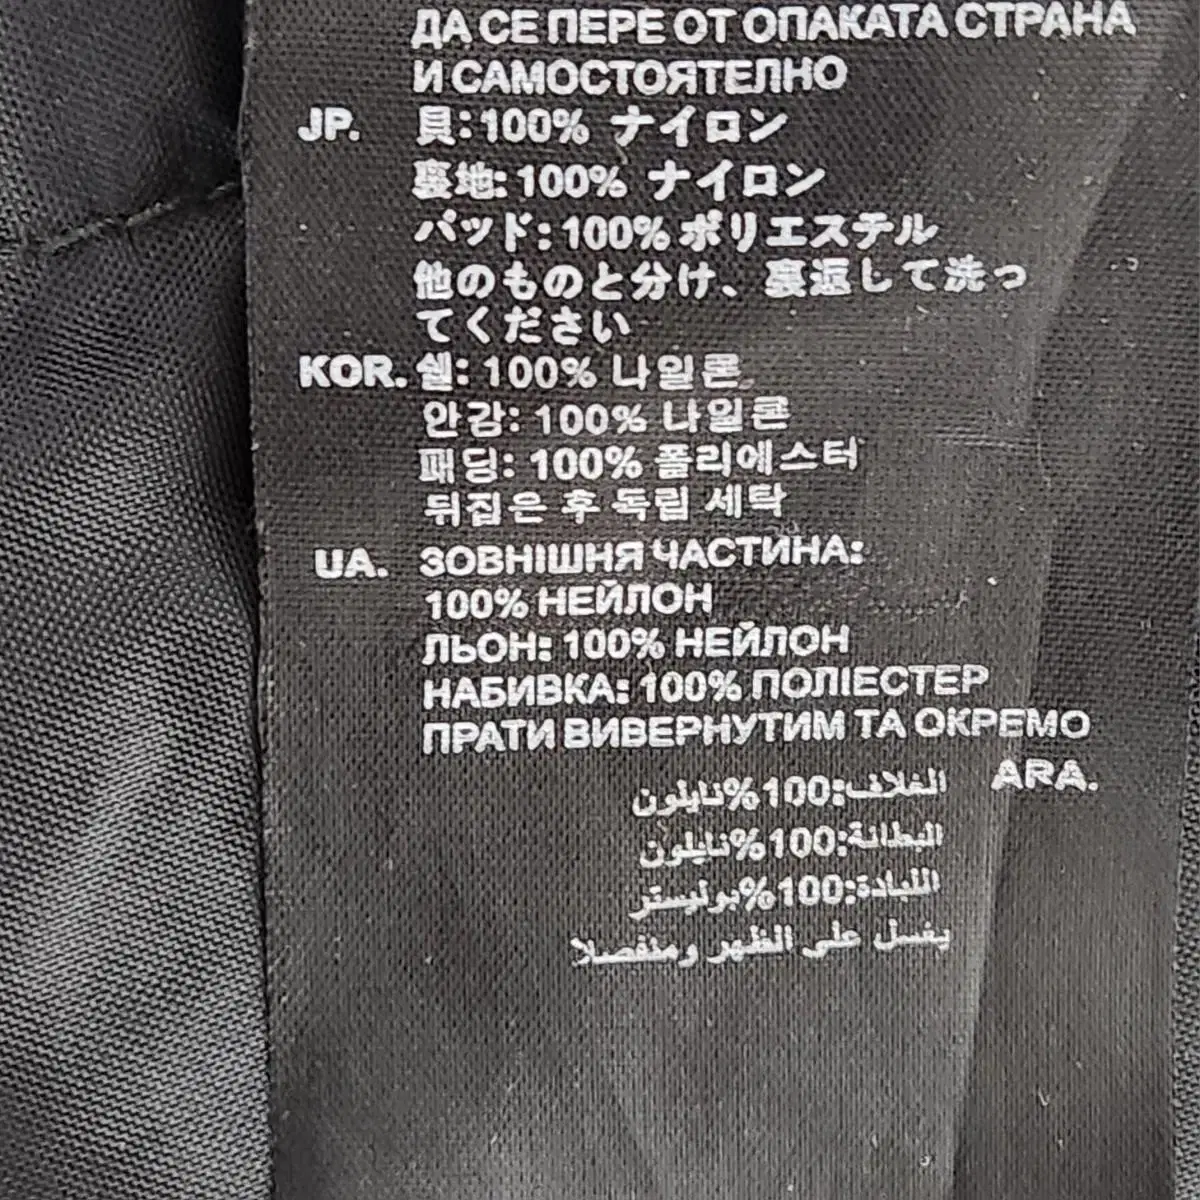 ДА СЕ ПЕРЕ ОТ ОПАКАТА СТРАНА
И САМОСТОЯТЕЛНО
JP. 貝:100% ナイロン
裏地:100% ナイロン
パッド:100% ポリエステル
他のものと分け、裏返して洗っ
てください
KOR. 쉘: 100% 나일론
안감: 100% 나일론
패딩: 100% 폴리에스터
뒤집은 후 독립 세탁
UA. ЗОВНІШНЯ ЧАСТИНА:
100% НЕЙЛОН
ЛЬОН: 100% НЕЙЛОН
НАБИВКА: 100% ПОЛІЕСТЕР
ПРАТИ ВИВЕРНУТИМ ТА ОКРЕМО
ARA. الغلاف:100%نايلون
البطانة:100%نايلون
اللبادة:100%بوليستر
يغسل على الظهر ومنفصلا